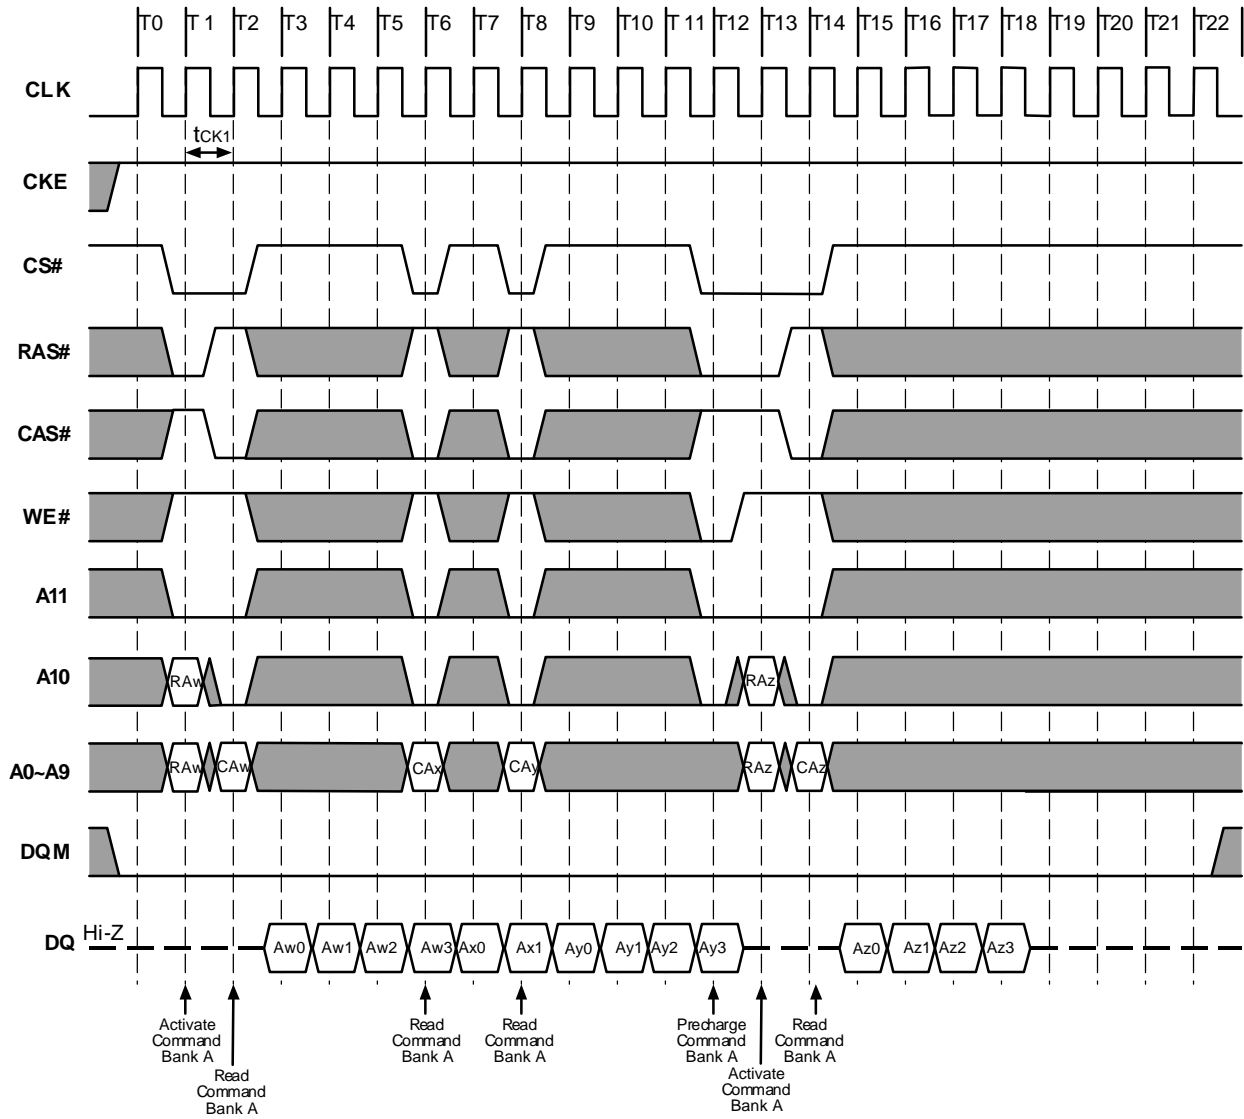 T0 T 1 T2 T3 T4 T5 T6 T7 T8 T9 T10 T 11 T12 T13 T14 T15 T16 T17 T18 T19 T20 T21 T22
CLK
tCK1
CKE
CS#
RAS#
CAS#
WE#
A11
A10
RAw RAz
A0~A9
RAw CAw CAx CAy RAz CAz
DQM
DQ
Hi-Z
Aw0 Aw1 Aw2 Aw3 Ax0 Ax1 Ay0 Ay1 Ay2 Ay3 Az0 Az1 Az2 Az3
Activate
Command
Bank A
Read
Command
Bank A
Read
Command
Bank A
Read
Command
Bank A
Precharge
Command
Bank A
Activate
Command
Bank A
Read
Command
Bank A